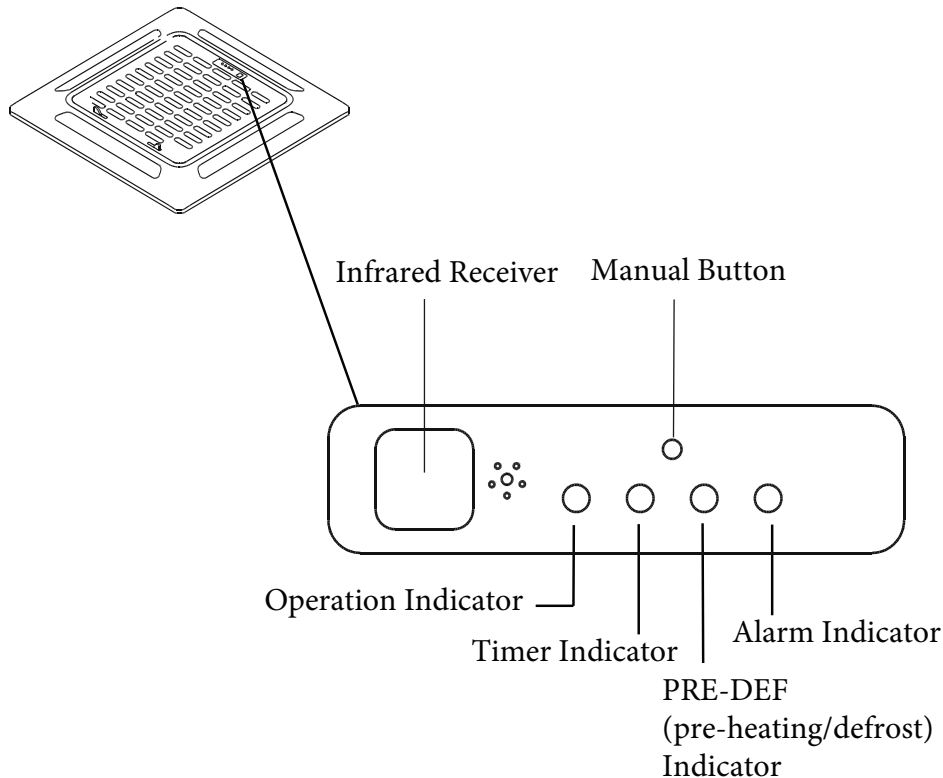 Infrared Receiver
Manual Button
Operation Indicator
Timer Indicator
Alarm Indicator
PRE-DEF
(pre-heating/defrost)
Indicator